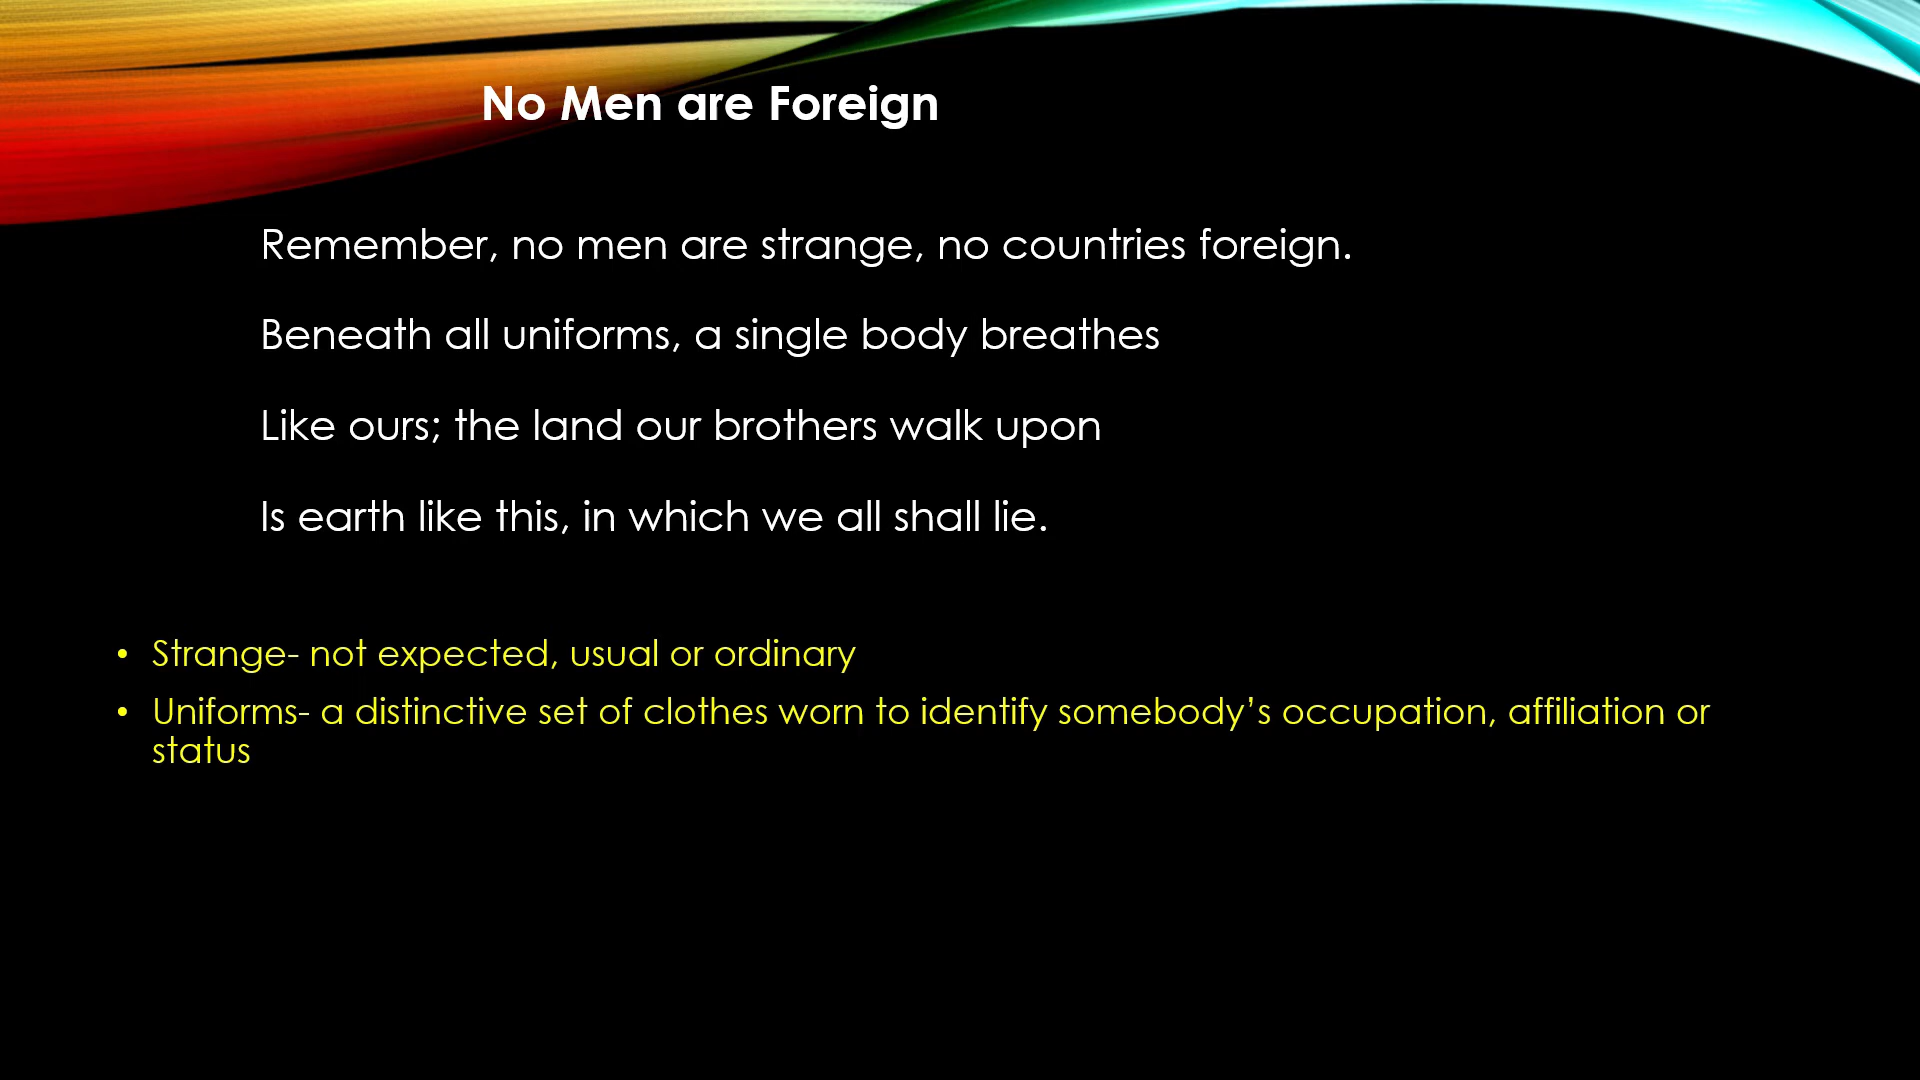 No Men are Foreign
Remember, no men are strange, no countries foreign.
Beneath all uniforms, a single body breathes
Like ours; the land our brothers walk upon
Is earth like this, in which we all shall lie.
• Strange- not expected, usual or ordinary
• Uniforms- a distinctive set of clothes worn to identify somebody’s occupation, affiliation or
status